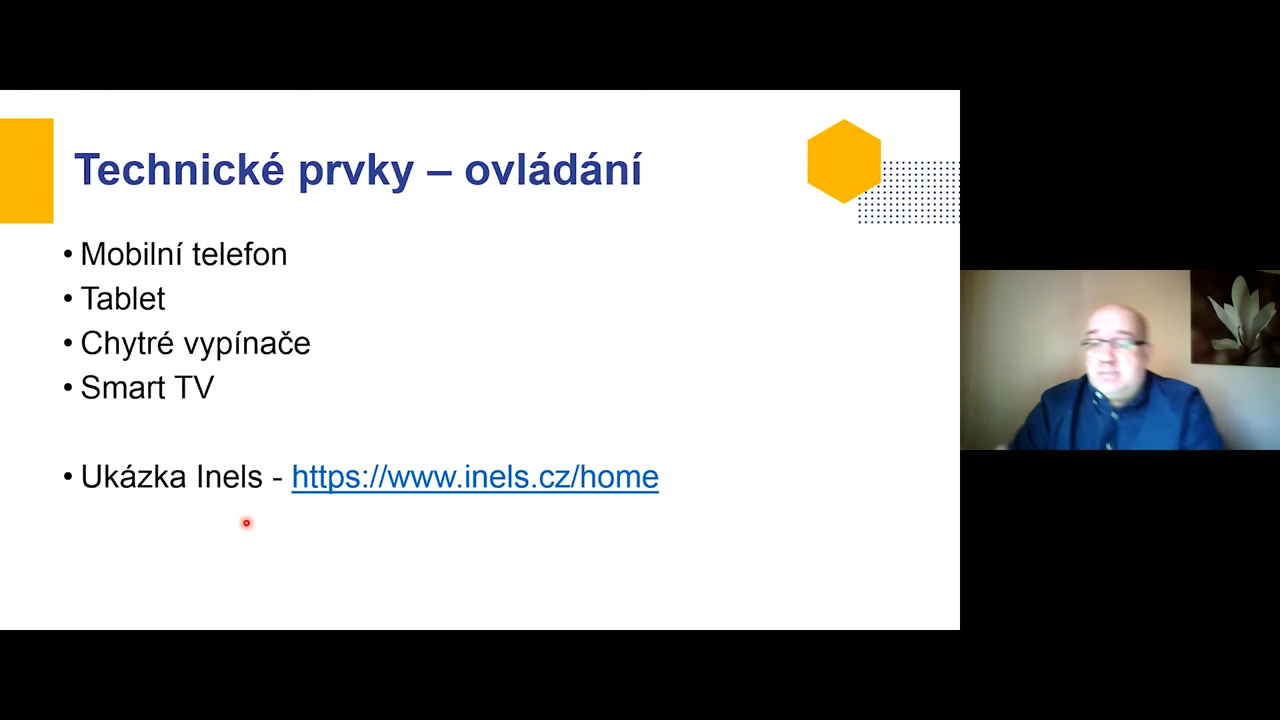 Technické prvky – ovládání
• Mobilní telefon
• Tablet
• Chytré vypínače
• Smart TV
• Ukázka Inels - https://www.inels.cz/home